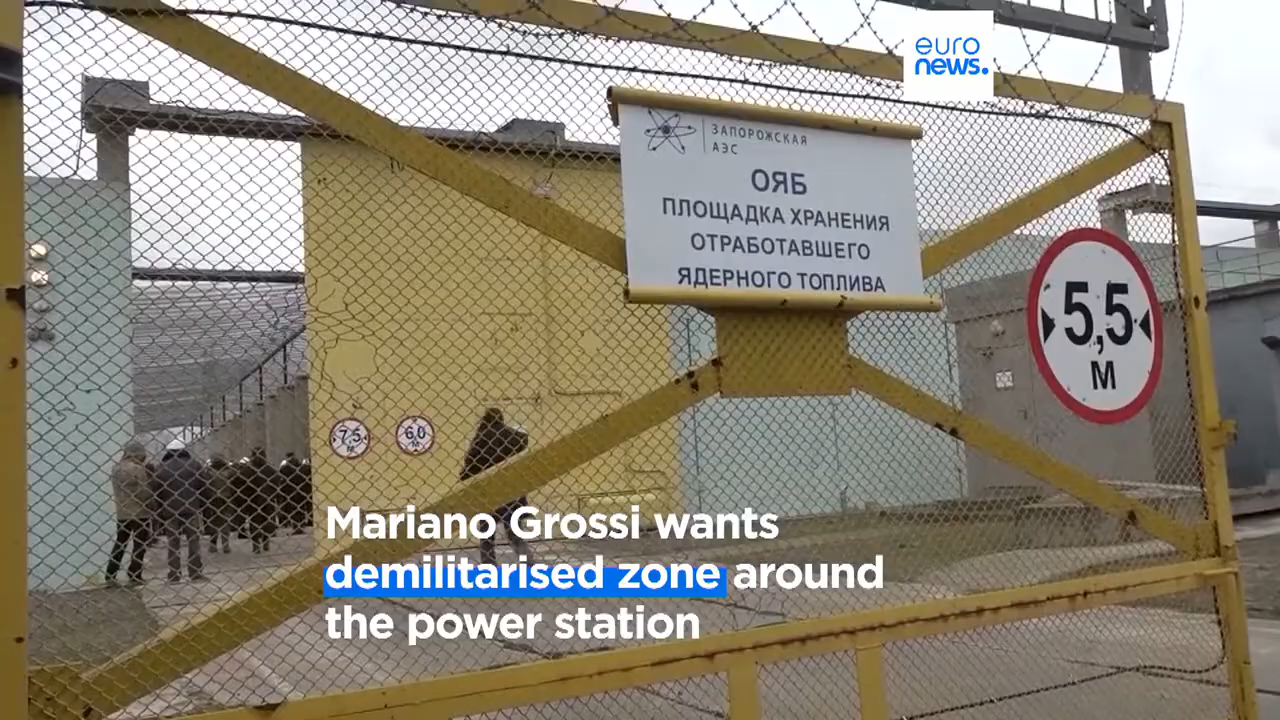 euro
news.
ЗАПОРОЖСКАЯ
АЭС
ОЯБ
ПЛОЩАДКА ХРАНЕНИЯ
ОТРАБОТАВШЕГО
ЯДЕРНОГО ТОПЛИВА
5,5
М
7,5
М
6,0
М
Mariano Grossi wants
demilitarised zone around
the power station